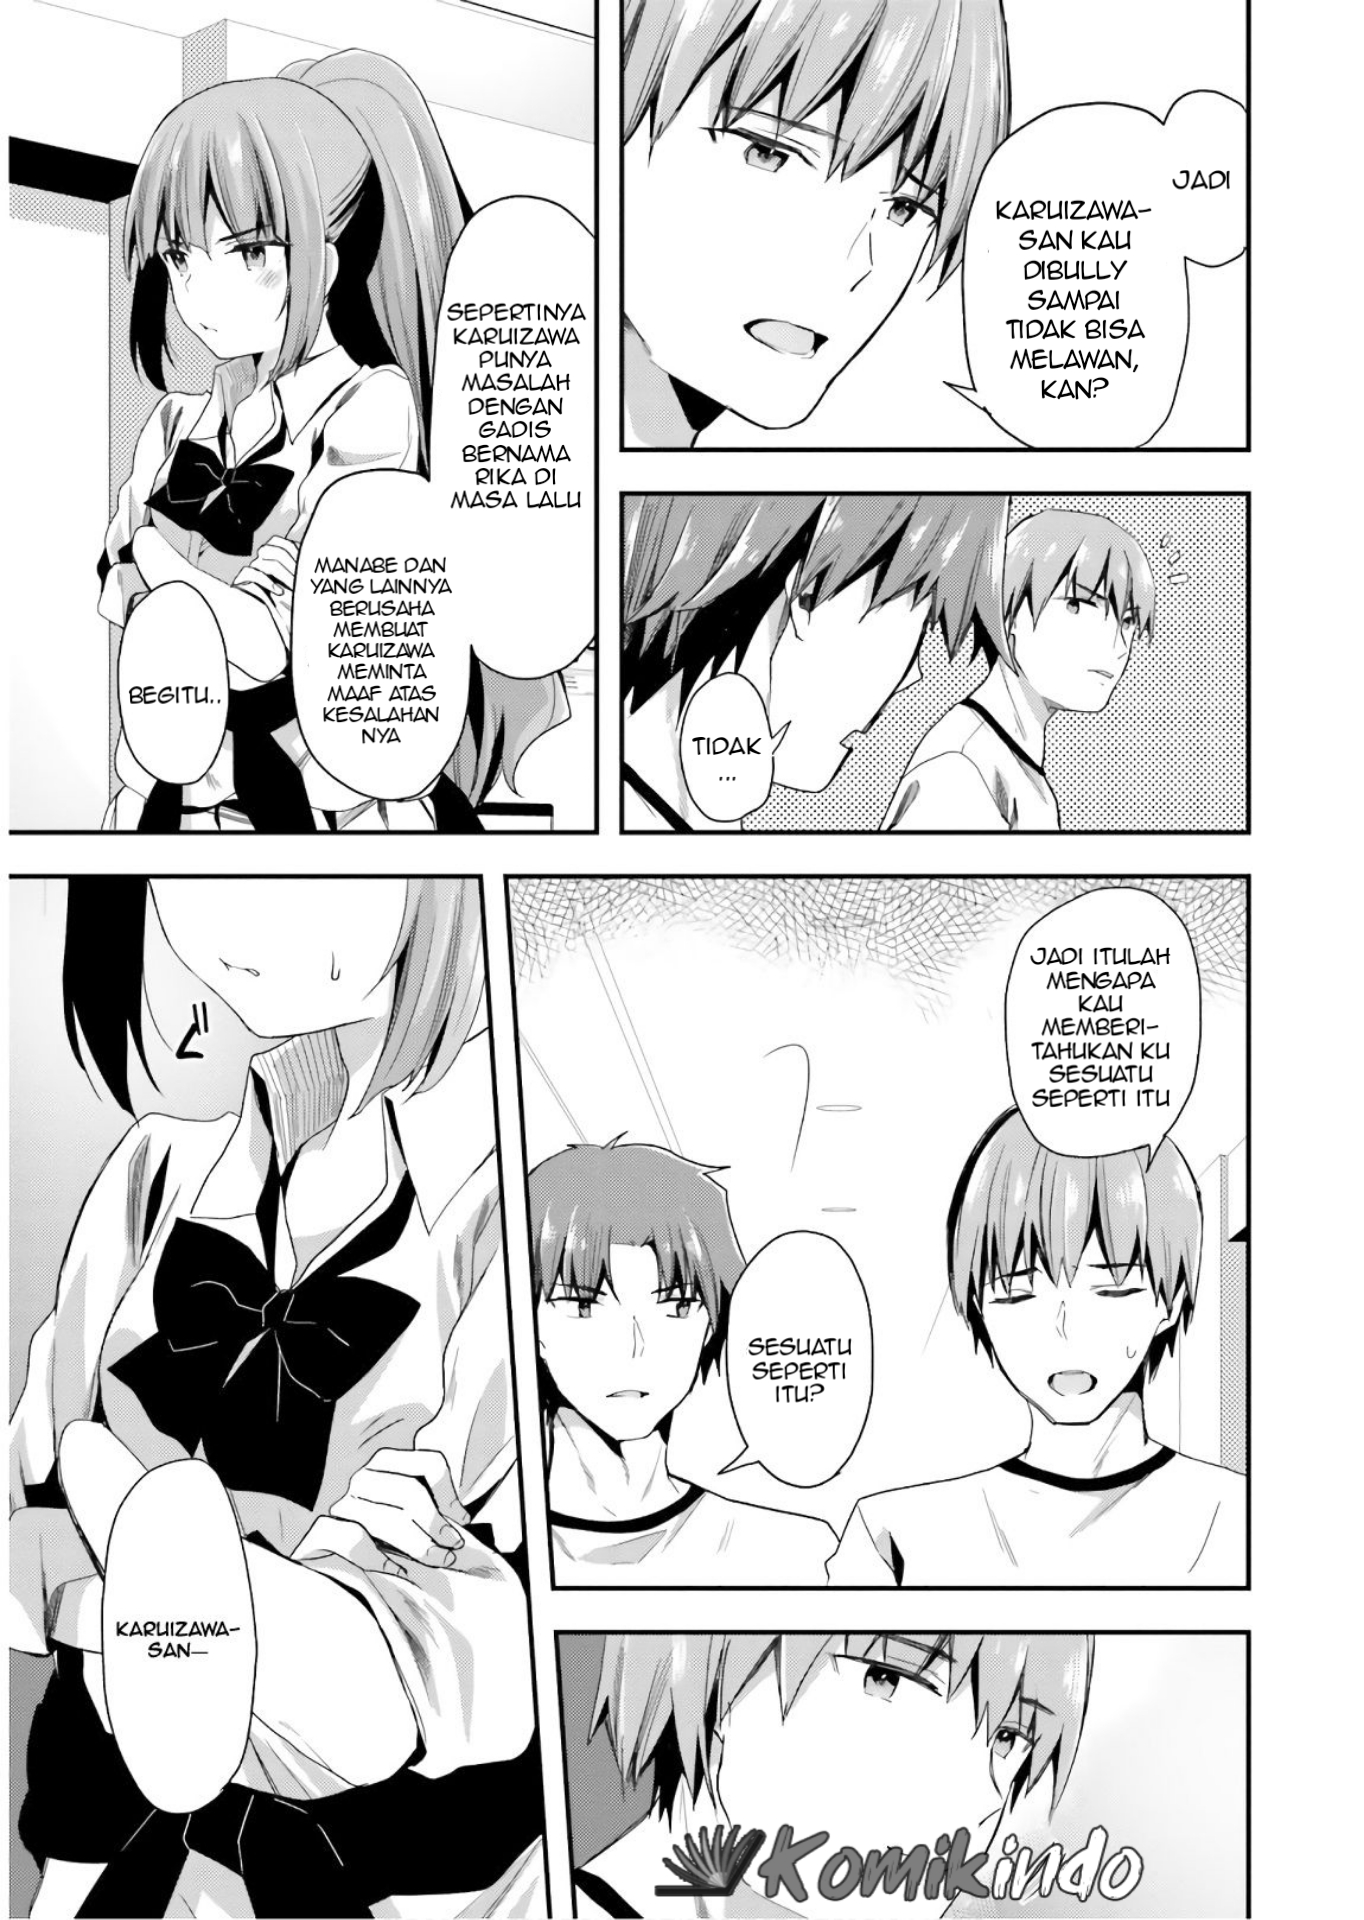 JADI
KARUIZAWA-
SAN KAU
DIBULLY
SAMPAI
TIDAK BISA
MELAWAN,
KAN?
TIDAK
...
SEPERTINYA
KARUIZAWA
PUNYA
MASALAH
DENGAN
GADIS
BERNAMA
RIKA DI
MASA LALU
MANABE DAN
YANG LAINNYA
BERUSAHA
MEMBUAT
KARUIZAWA
MEMINTA
MAAF ATAS
KESALAHAN
NYA
BEGITU..
JADI ITULAH
MENGAPA
KAU
MEMBERI-
TAHUKAN KU
SESUATU
SEPERTI ITU
SESUATU
SEPERTI
ITU?
KARUIZAWA-
SAN—
Komikindo